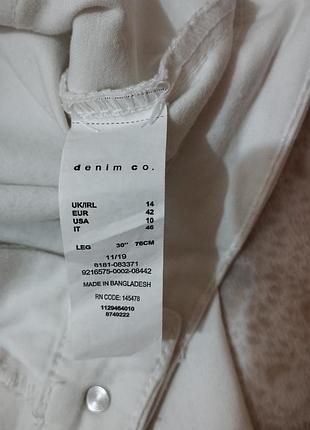 denim co.
UK/IRL 14
EUR 42
USA 10
IT 46
LEG 30" 76CM
11/19
8181-083371
9216575-0002-08442
MADE IN BANGLADESH
RN CODE: 145478
1129464010
8749222